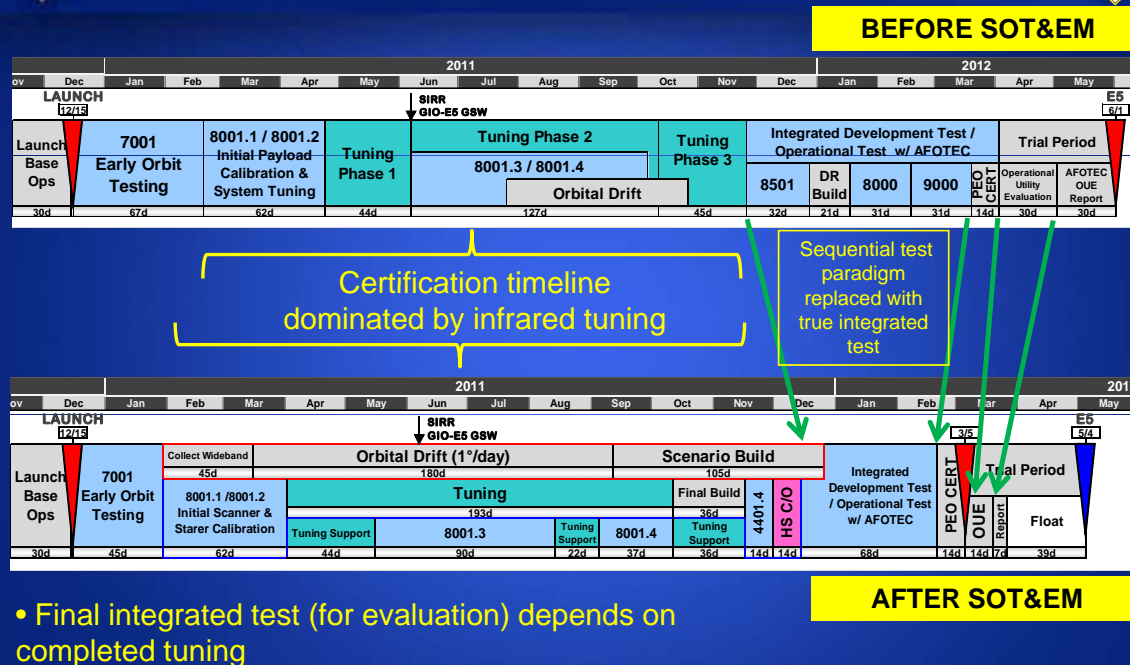 BEFORE SOT&EM
2011
2012
ov Dec Jan Feb Mar Apr May Jun Jul Aug Sep Oct Nov Dec Jan Feb Mar Apr May
LAUNCH
12/15
SIRR
GIO-E5 GSW
E5
6/1
Launch
Base
Ops
7001
Early Orbit
Testing
8001.1 / 8001.2
Initial Payload
Calibration &
System Tuning
Tuning
Phase 1
Tuning Phase 2
8001.3 / 8001.4
Orbital Drift
Tuning
Phase 3
Integrated Development Test /
Operational Test w/ AFOTEC
8501
DR
Build
8000
9000
PEO
CERT
Trial Period
Operational
Utility
Evaluation
AFOTEC
OUE
Report
30d 67d 62d 44d 127d 45d 32d 21d 31d 31d 14d 30d 30d
Certification timeline
dominated by infrared tuning
Sequential test
paradigm
replaced with
true integrated
test
2011
201
ov Dec Jan Feb Mar Apr May Jun Jul Aug Sep Oct Nov Dec Jan Feb Mar Apr May
LAUNCH
12/15
SIRR
GIO-E5 GSW
3/5
E5
5/4
Launch
Base
Ops
7001
Early Orbit
Testing
Collect Wideband
45d
Orbital Drift (1°/day)
180d
Scenario Build
105d
8001.1 /8001.2
Initial Scanner &
Starer Calibration
Tuning
193d
Final Build
36d
Tuning Support
8001.3
Tuning
Support
8001.4
Tuning
Support
4401.4
HS C/O
Integrated
Development Test
/ Operational Test
w/ AFOTEC
PEO CERT
Trial Period
OUE
Report
Float
30d 45d 62d 44d 90d 22d 37d 36d 14d 14d 68d 14d 14d 7d 39d
AFTER SOT&EM
• Final integrated test (for evaluation) depends on
completed tuning